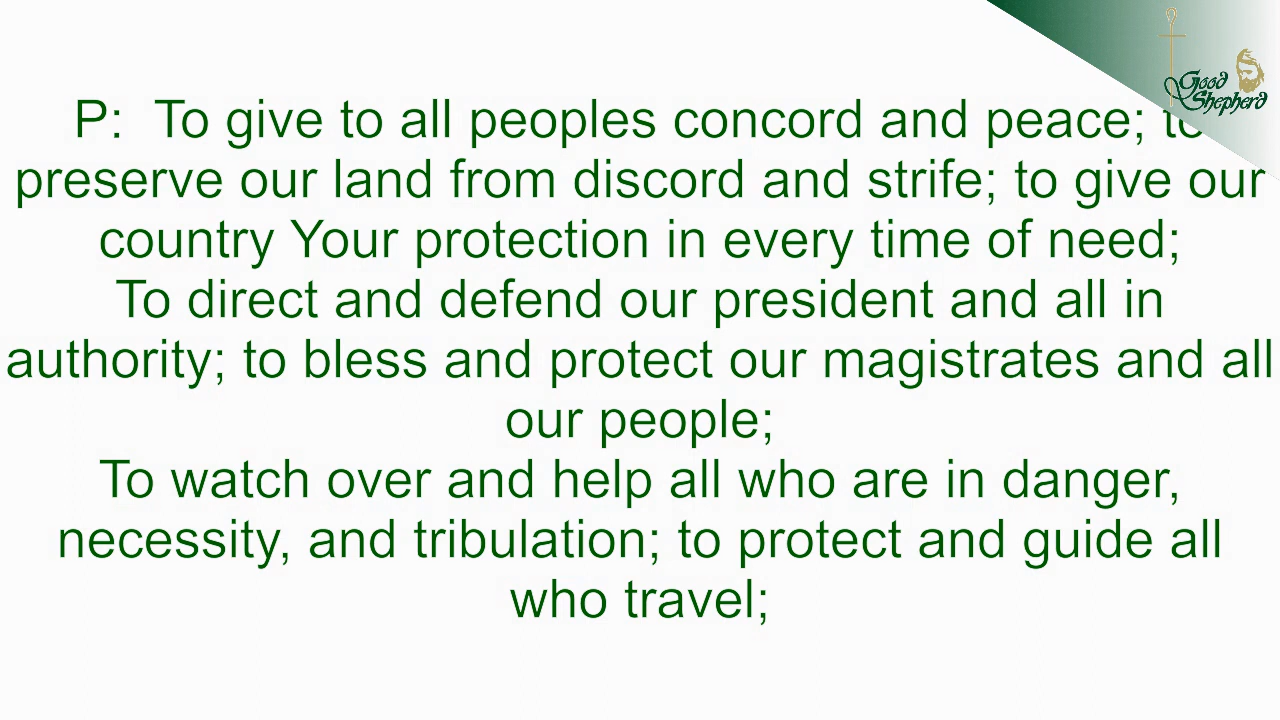 Good
Shepherd
P: To give to all peoples concord and peace; to
preserve our land from discord and strife; to give our
country Your protection in every time of need;
To direct and defend our president and all in
authority; to bless and protect our magistrates and all
our people;
To watch over and help all who are in danger,
necessity, and tribulation; to protect and guide all
who travel;